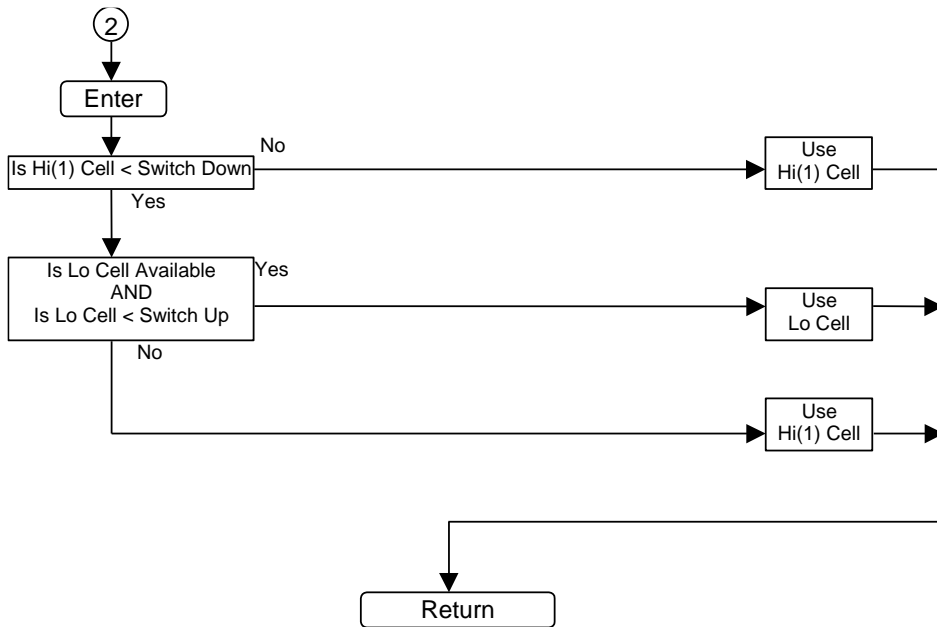 2
Enter
Is Hi(1) Cell < Switch Down
No
Use
Hi(1) Cell
Yes
Is Lo Cell Available
AND
Is Lo Cell < Switch Up
Yes
Use
Lo Cell
No
Use
Hi(1) Cell
Return